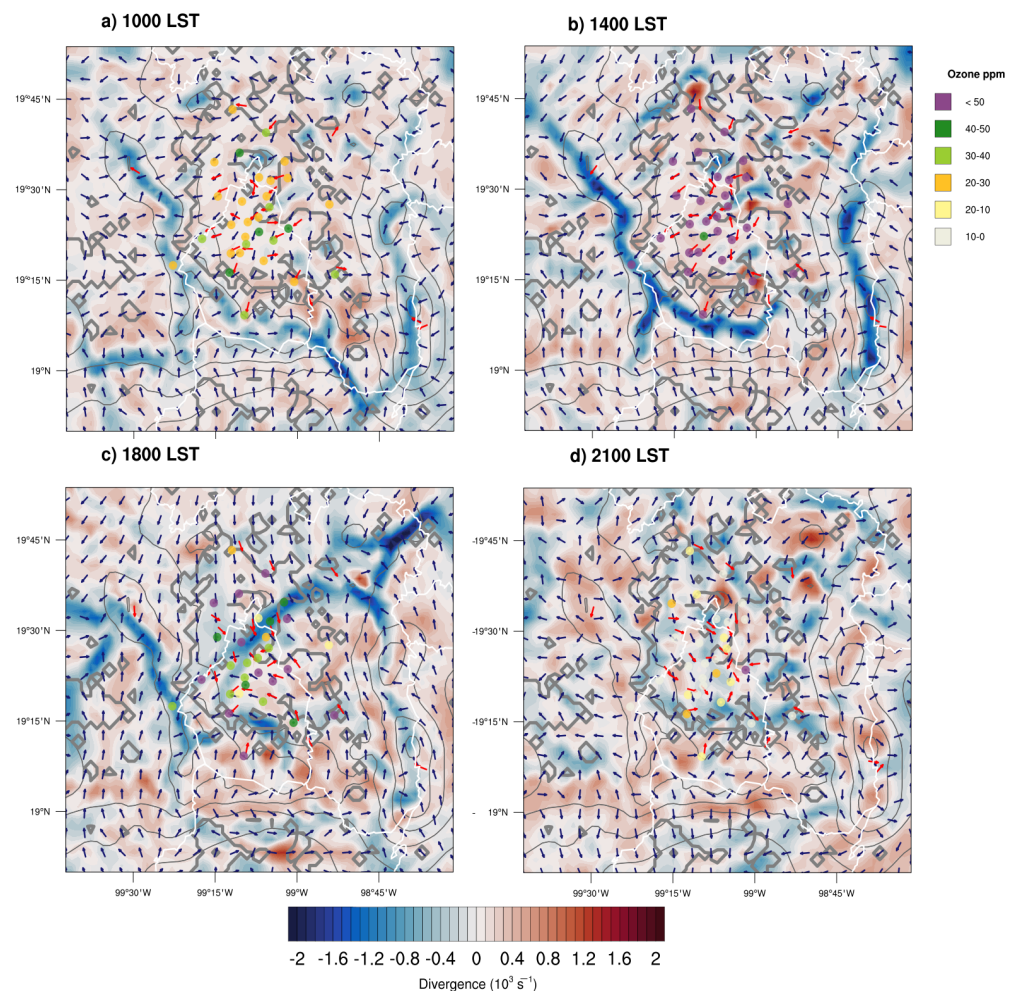 a) 1000 LST
b) 1400 LST
Ozone ppm
< 50
40-50
30-40
20-30
20-10
10-0
19°45'N
19°30'N
19°15'N
19°N
19°45'N
19°30'N
19°15'N
19°N
c) 1800 LST
d) 2100 LST
19°45'N
19°30'N
19°15'N
19°N
-19°45'N
-19°30'N
-19°15'N
-
19°N
99°30'W
99°15'W
99°W
98°45'W
99°30'W
99°15'W
99°W
98°45'W
-2 -1.6 -1.2 -0.8 -0.4 0 0.4 0.8 1.2 1.6 2
Divergence (10³ s⁻¹)